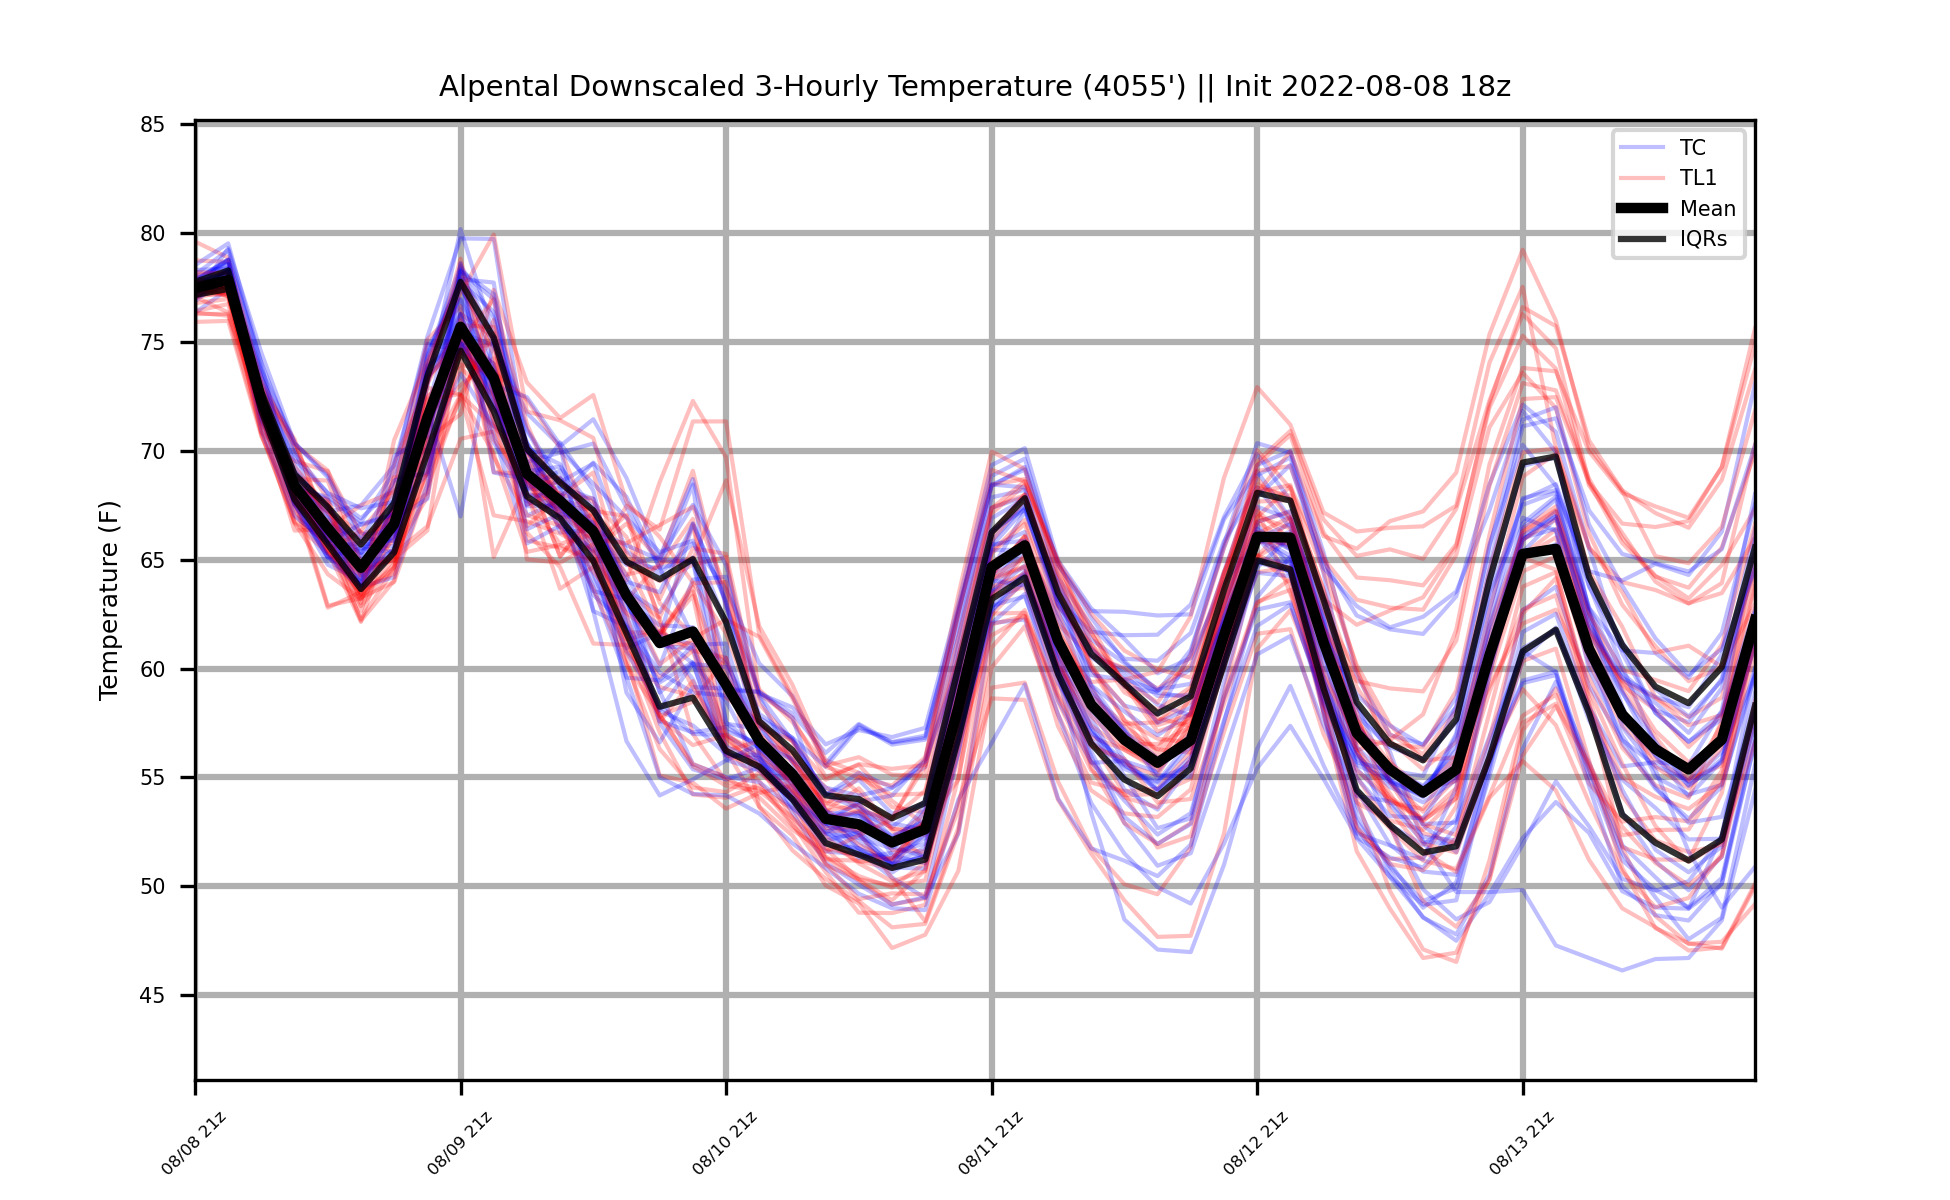 Alpental Downscaled 3-Hourly Temperature (4055') || Init 2022-08-08 18z
85
80
75
70
65
60
55
50
45
Temperature (F)
TC
TL1
Mean
IQRs
08/08 21z
08/09 21z
08/10 21z
08/11 21z
08/12 21z
08/13 21z